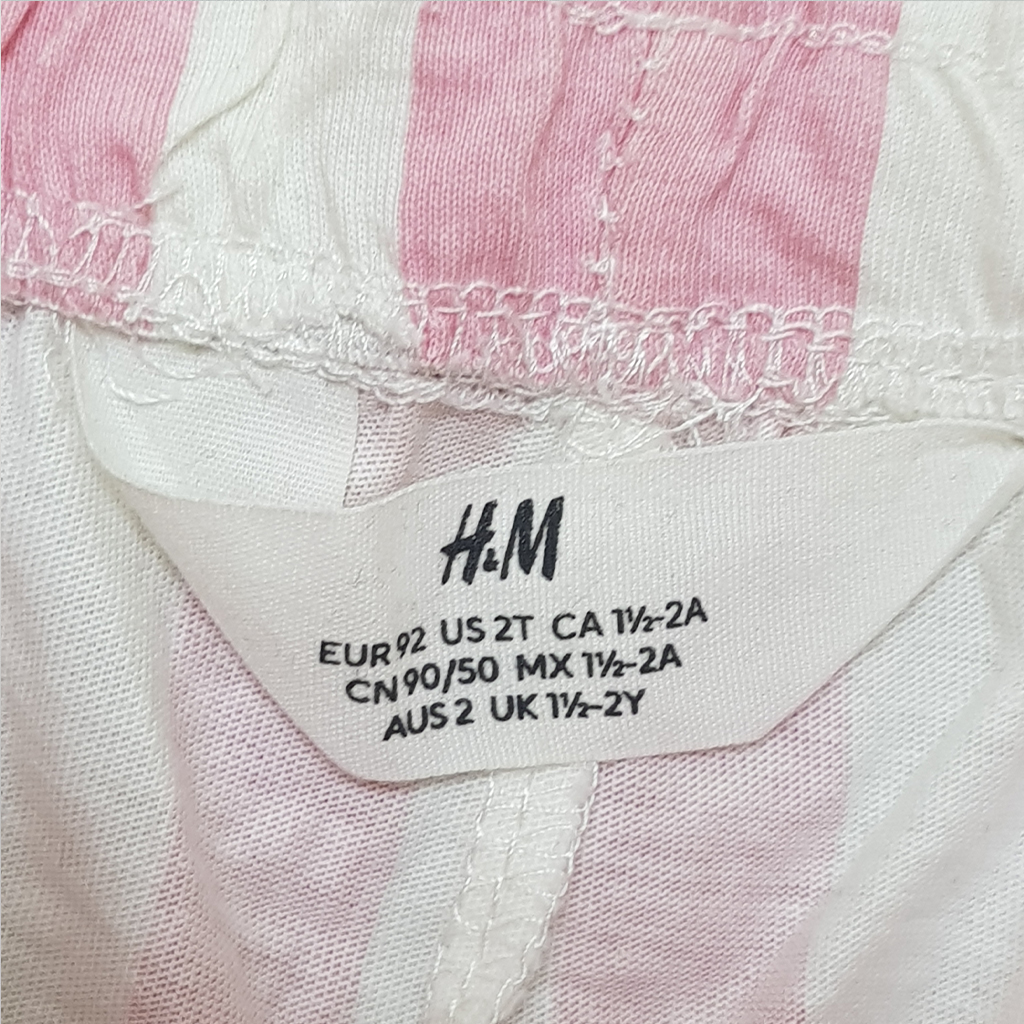 H&M
EUR 92 US 2T CA 1½-2A
CN 90/50 MX 1½-2A
AUS 2 UK 1½-2Y